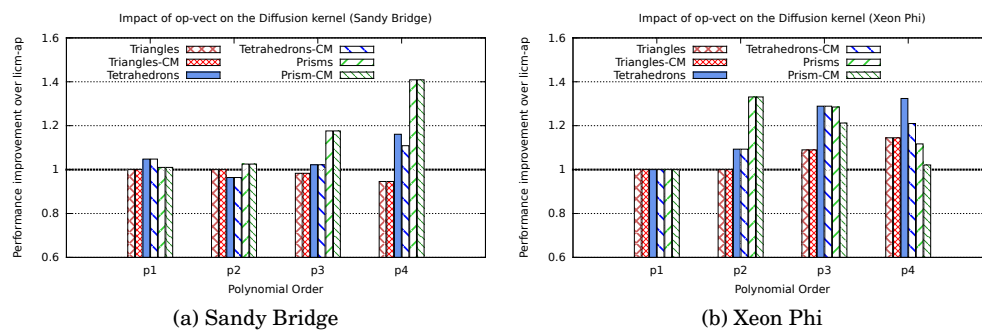 Impact of op-vect on the Diffusion kernel (Sandy Bridge)
Performance improvement over licm-ap
1.6
1.4
1.2
1
0.8
0.6
Triangles
Triangles-CM
Tetrahedrons
Tetrahedrons-CM
Prisms
Prism-CM
p1 p2 p3 p4
Polynomial Order
(a) Sandy Bridge
Impact of op-vect on the Diffusion kernel (Xeon Phi)
Performance improvement over licm-ap
1.6
1.4
1.2
1
0.8
0.6
Triangles
Triangles-CM
Tetrahedrons
Tetrahedrons-CM
Prisms
Prism-CM
p1 p2 p3 p4
Polynomial Order
(b) Xeon Phi